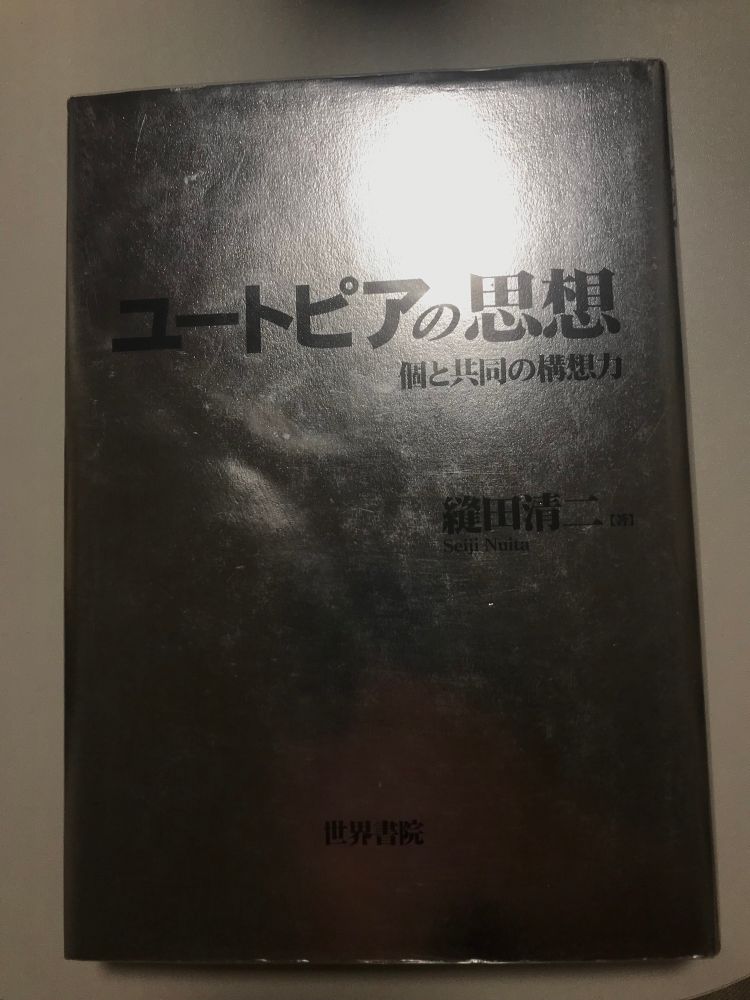 ユートピアの思想
個と共同の構想力
縫田清二【著】
Seiji Nuita
世界書院